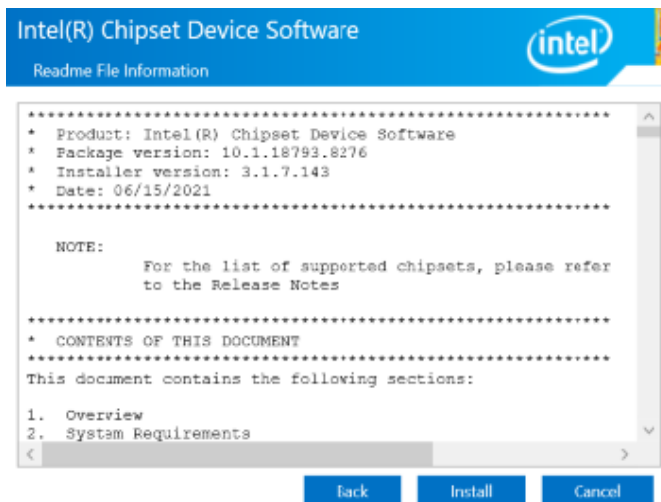 Intel(R) Chipset Device Software
intel
Readme File Information
****************************************************************
* Product: Intel(R) Chipset Device Software
* Package version: 10.1.18793.8276
* Installer version: 3.1.7.143
* Date: 06/15/2021
****************************************************************
NOTE:
For the list of supported chipsets, please refer
to the Release Notes
****************************************************************
* CONTENTS OF THIS DOCUMENT
****************************************************************
This document contains the following sections:
1. Overview
2. System Requirements
Back Install Cancel